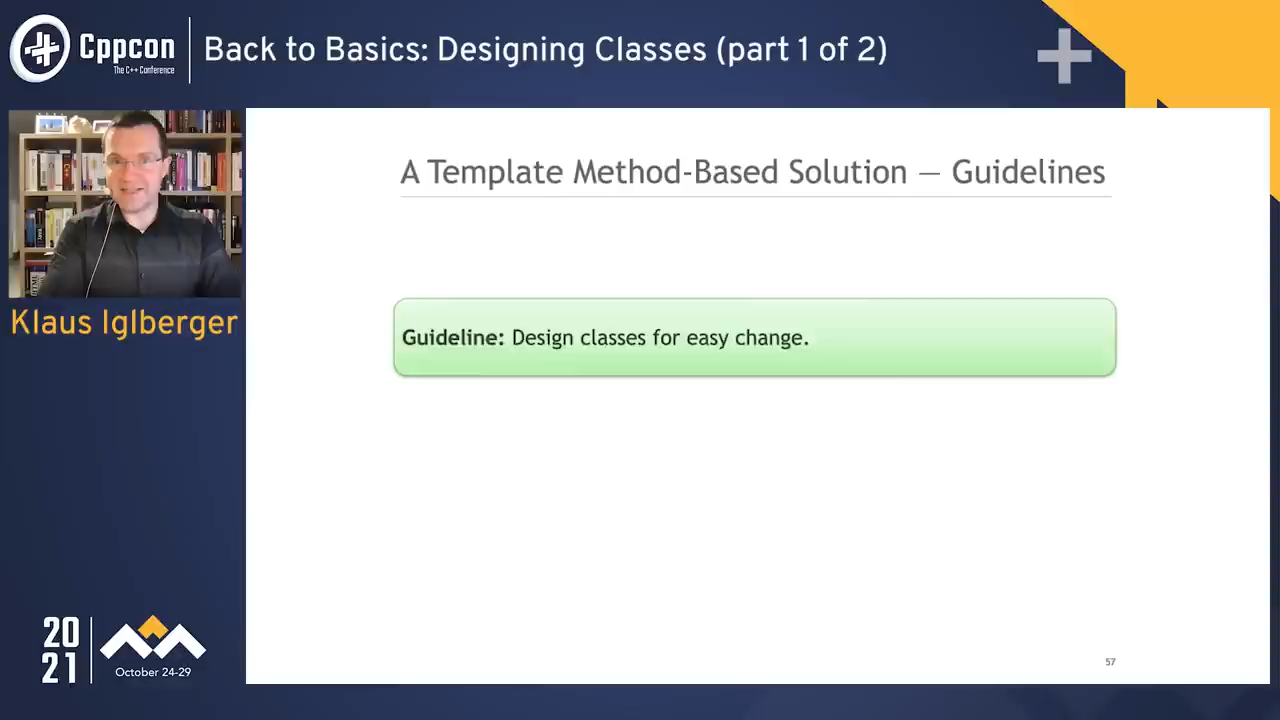 Cppcon
The C++ Conference
Back to Basics: Designing Classes (part 1 of 2)
Klaus Iglberger
A Template Method-Based Solution — Guidelines
Guideline: Design classes for easy change.
57
20
21
October 24-29